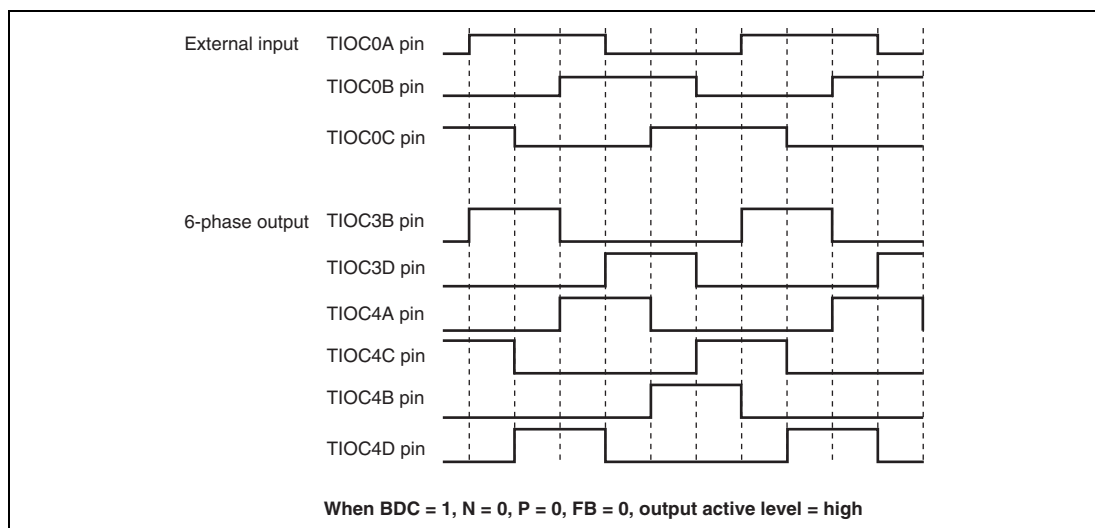 External input TIOC0A pin
TIOC0B pin
TIOC0C pin
6-phase output TIOC3B pin
TIOC3D pin
TIOC4A pin
TIOC4C pin
TIOC4B pin
TIOC4D pin
When BDC = 1, N = 0, P = 0, FB = 0, output active level = high